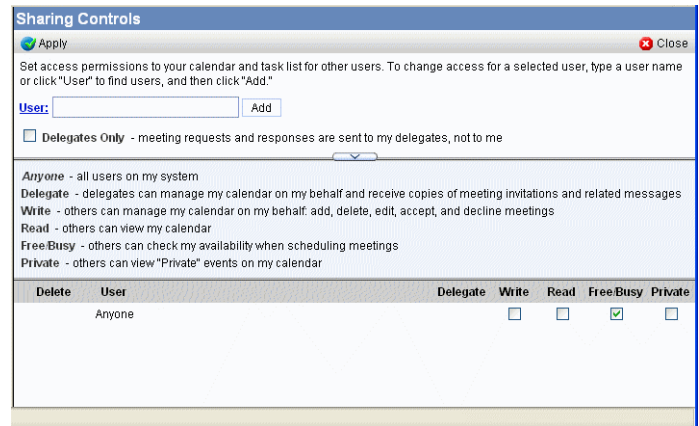 Sharing Controls
Apply Close
Set access permissions to your calendar and task list for other users. To change access for a selected user, type a user name
or click "User" to find users, and then click "Add."
User: Add
Delegates Only - meeting requests and responses are sent to my delegates, not to me
Anyone - all users on my system
Delegate - delegates can manage my calendar on my behalf and receive copies of meeting invitations and related messages
Write - others can manage my calendar on my behalf: add, delete, edit, accept, and decline meetings
Read - others can view my calendar
Free/Busy - others can check my availability when scheduling meetings
Private - others can view "Private" events on my calendar
Delete User Delegate Write Read Free/Busy Private
Anyone